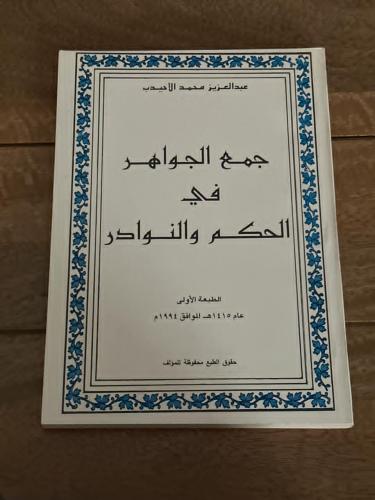 عبدالعزيز محمد الأحيدب
جمع الجواهر
في
الحكم والنوادر
الطبعة الأولى
عام ١٤١٥هـ الموافق ١٩٩٤م
حقوق الطبع محفوظة للمؤلف